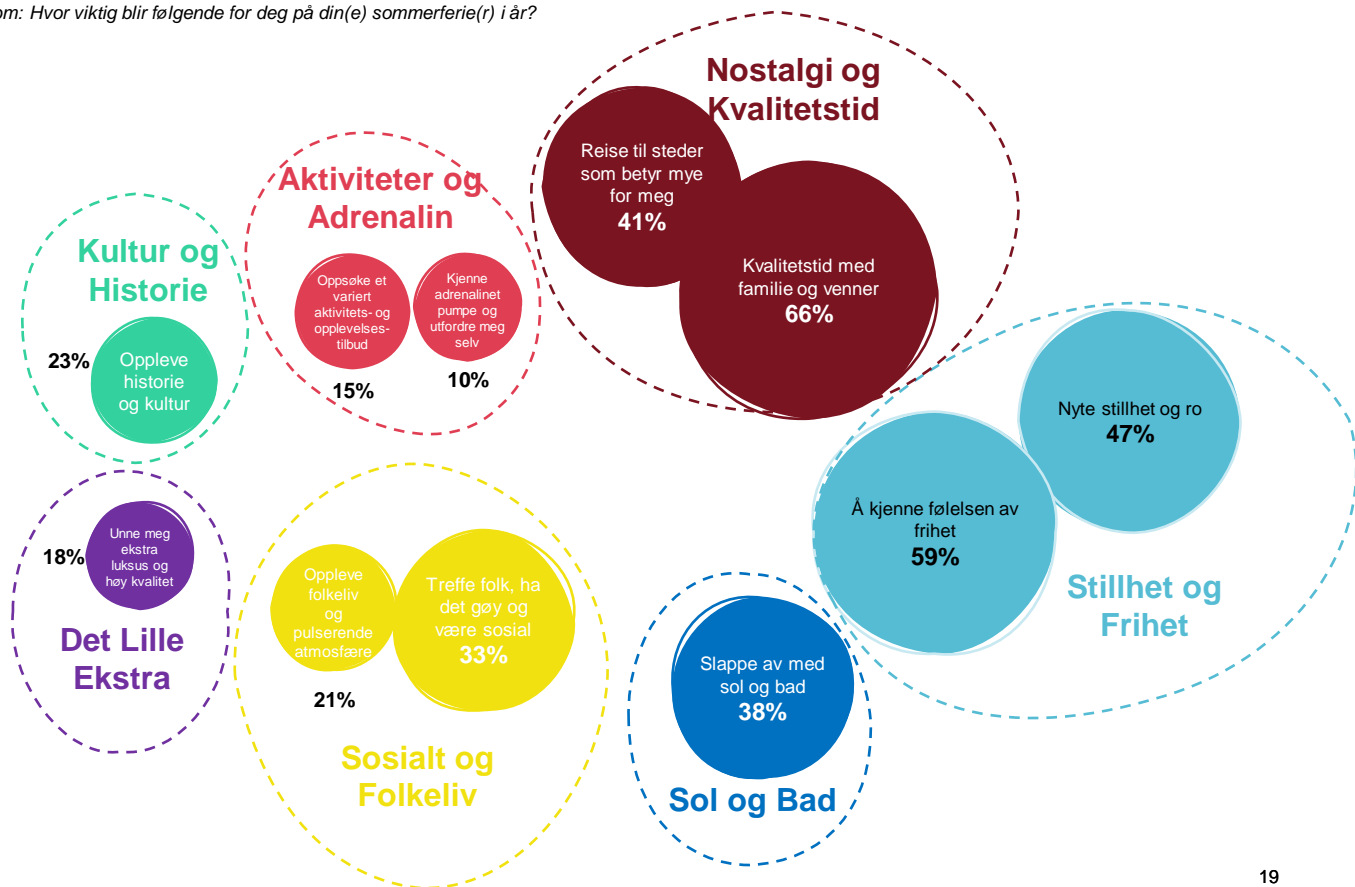 om: Hvor viktig blir følgende for deg på din(e) sommerferie(r) i år?
Nostalgi og
Kvalitetstid
Reise til steder
som betyr mye
for meg
41%
Kvalitetstid med
familie og venner
66%
Aktiviteter og
Adrenalin
Oppsøke et
variert
aktivitets- og
opplevelses-
tilbud
15%
Kjenne
adrenalinet
pumpe og
utfordre meg
selv
10%
Kultur og
Historie
23%
Oppleve
historie
og kultur
Nyte stillhet og ro
47%
Å kjenne følelsen av
frihet
59%
Stillhet og
Frihet
18%
Unne meg
ekstra
luksus og
høy kvalitet
Det Lille
Ekstra
Oppleve
folkeliv
og
pulserende
atmosfære
21%
Treffe folk, ha
det gøy og
være sosial
33%
Sosialt og
Folkeliv
Slappe av med
sol og bad
38%
Sol og Bad
19